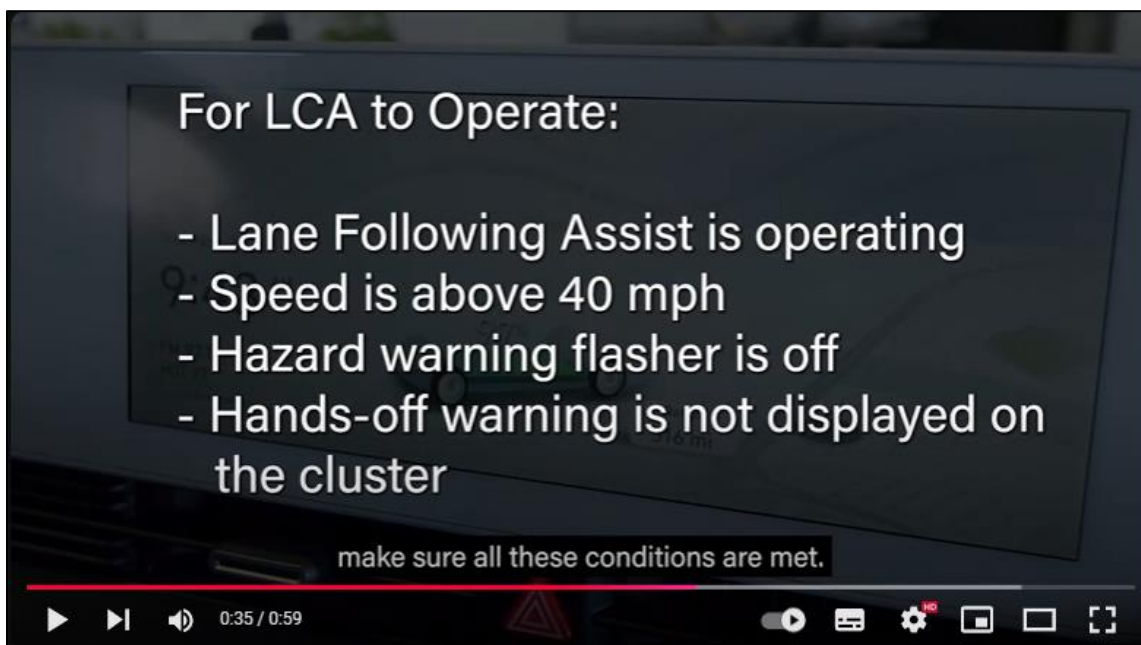 For LCA to Operate:
- Lane Following Assist is operating
- Speed is above 40 mph
- Hazard warning flasher is off
- Hands-off warning is not displayed on
the cluster
make sure all these conditions are met.
0:35 / 0:59
HD